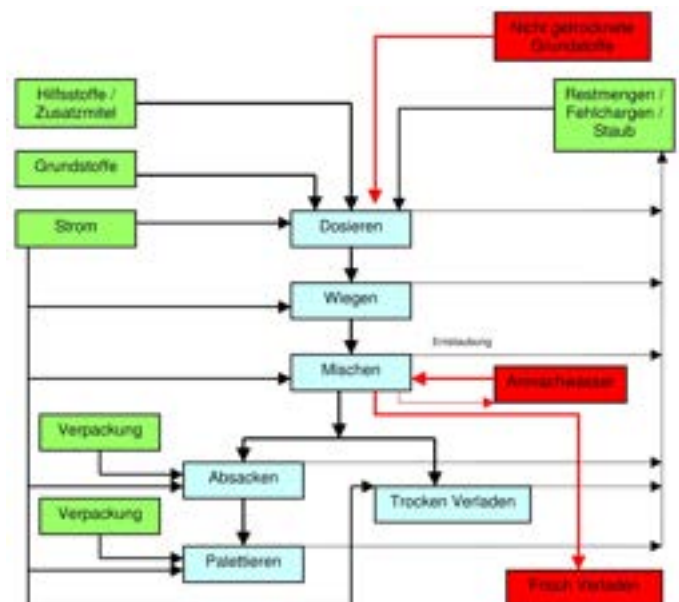 Nicht getrocknete
Grundstoffe
Hilfsstoffe /
Zusatzmittel
Restmengen /
Fehlchargen /
Staub
Grundstoffe
Strom
Dosieren
Wiegen
Entstaubung
Mischen
Anmachwasser
Verpackung
Absacken
Trocken Verladen
Verpackung
Palettieren
Frisch Verladen